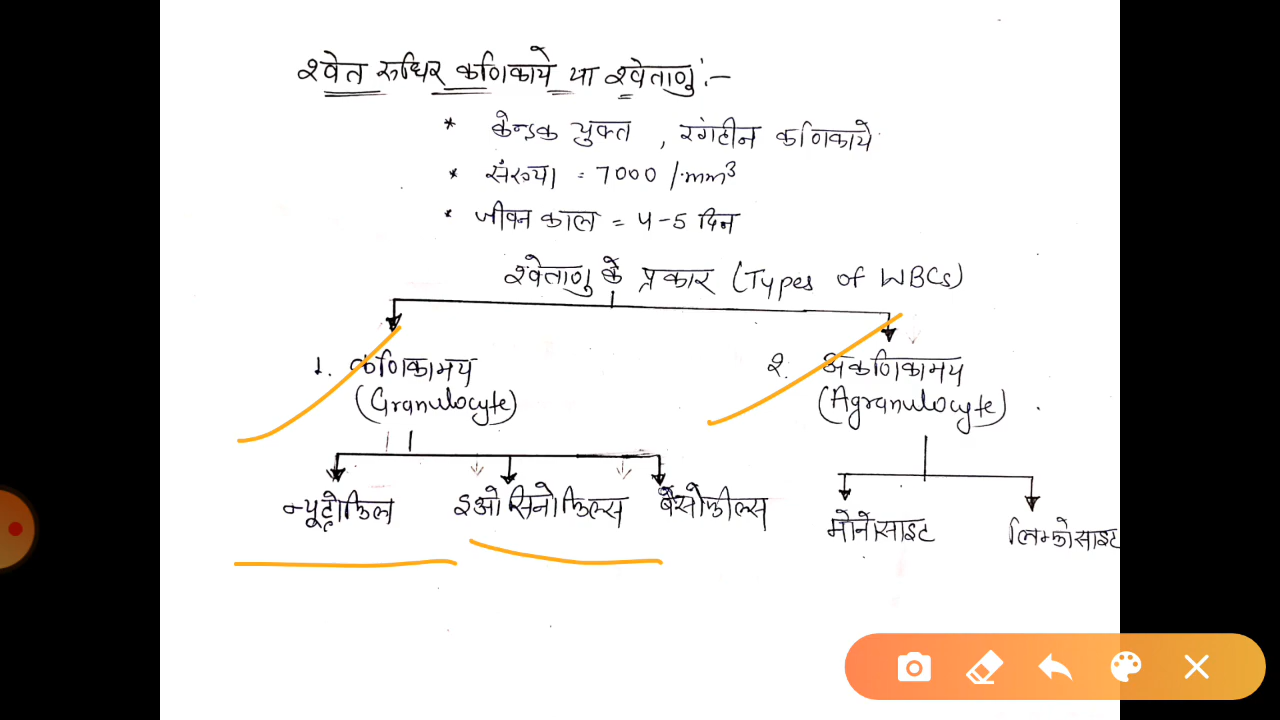 श्वेत रुधिर कणिकाये या श्वेताणु :-
* केन्द्रक युक्त , रंगहीन कणिकाये
* संख्या = 7000 /mm³
* जीवन काल = 4-5 दिन
श्वेताणु के प्रकार (Types of WBCs)
1. कणिकामय
2. अकणिकामय
(Granulocyte)
(Agranulocyte)
न्यूट्रोफिल इओसिनोफिल्स बैसोफील्स
मोनोसाइट लिम्फोसाइट